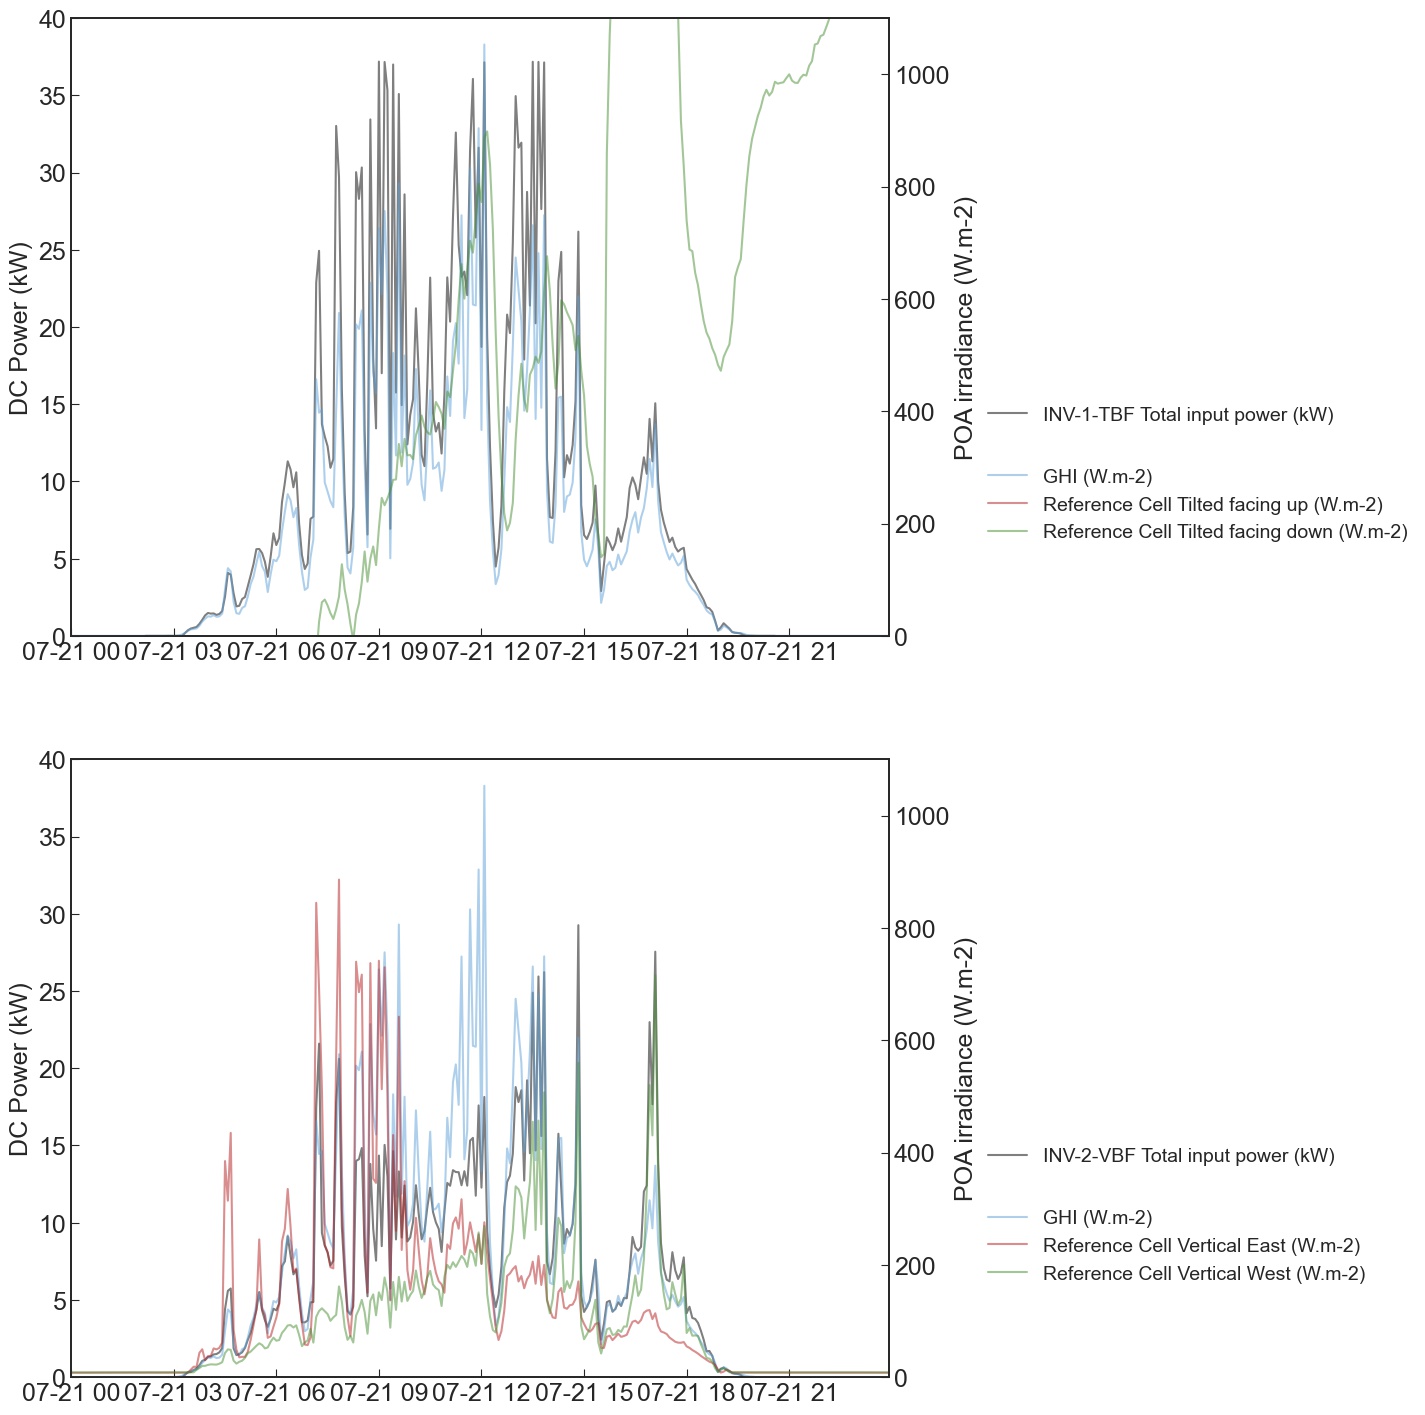 40
35
30
25
20
15
10
5
0
DC Power (kW)
1000
800
600
400
200
0
POA irradiance (W.m-2)
07-21 00 07-21 03 07-21 06 07-21 09 07-21 12 07-21 15 07-21 18 07-21 21
INV-1-TBF Total input power (kW)
GHI (W.m-2)
Reference Cell Tilted facing up (W.m-2)
Reference Cell Tilted facing down (W.m-2)
40
35
30
25
20
15
10
5
0
DC Power (kW)
1000
800
600
400
200
0
POA irradiance (W.m-2)
07-21 00 07-21 03 07-21 06 07-21 09 07-21 12 07-21 15 07-21 18 07-21 21
INV-2-VBF Total input power (kW)
GHI (W.m-2)
Reference Cell Vertical East (W.m-2)
Reference Cell Vertical West (W.m-2)